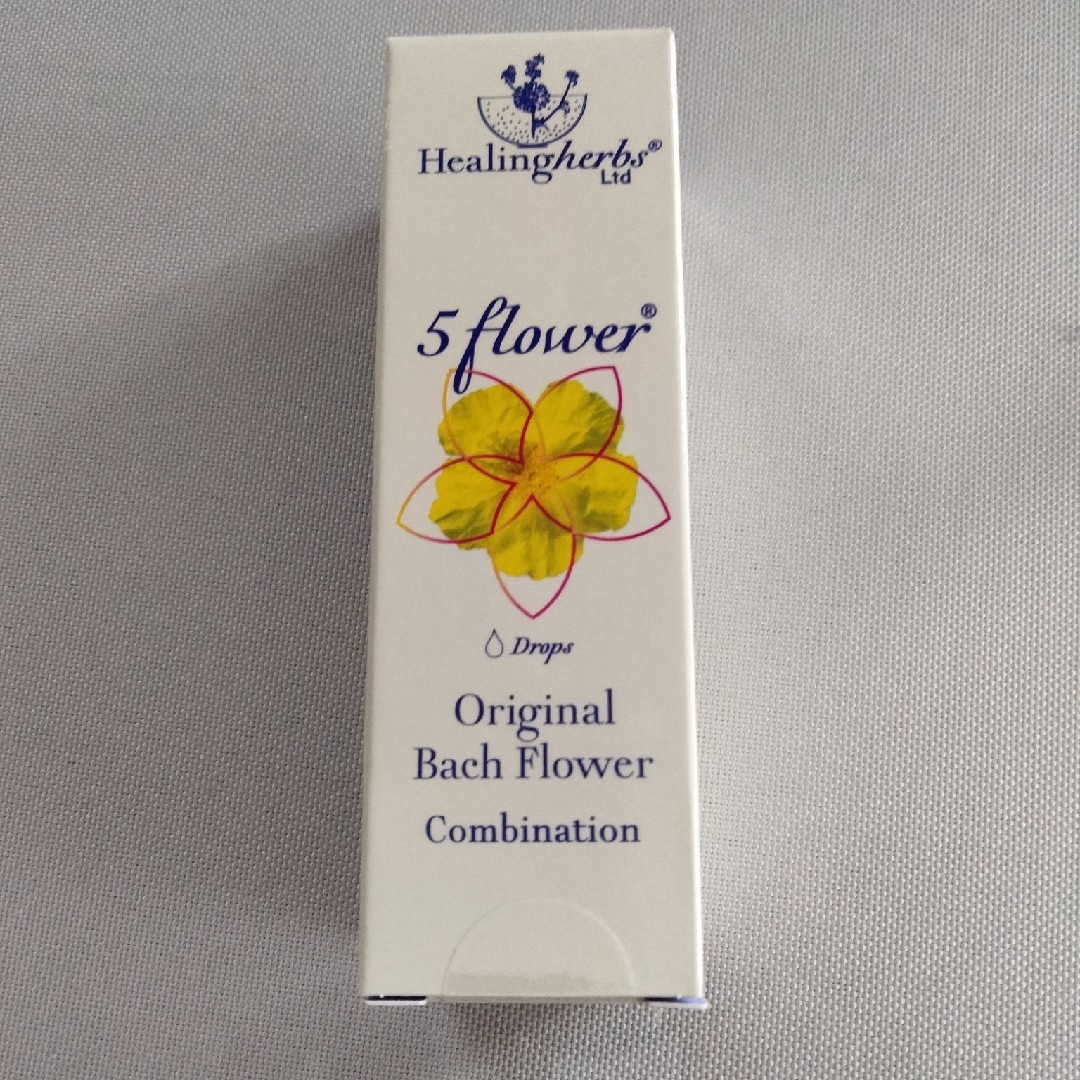 Healingherbs®
Ltd
5 flower®
Drops
Original
Bach Flower
Combination